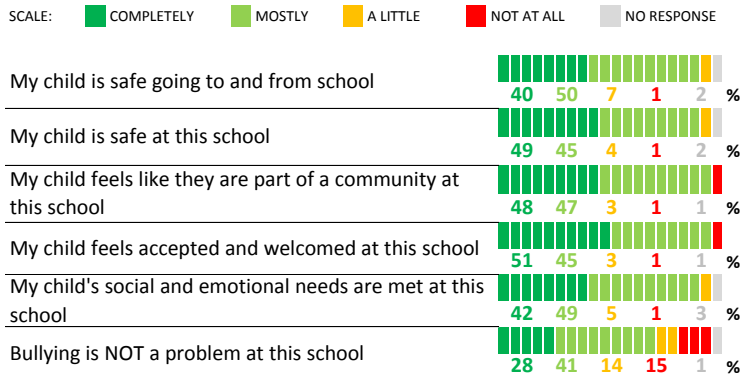 SCALE: COMPLETELY MOSTLY A LITTLE NOT AT ALL NO RESPONSE
My child is safe going to and from school
40 50 7 1 2 %
My child is safe at this school
49 45 4 1 2 %
My child feels like they are part of a community at
this school
48 47 3 1 1 %
My child feels accepted and welcomed at this school
51 45 3 1 1 %
My child's social and emotional needs are met at this
school
42 49 5 1 3 %
Bullying is NOT a problem at this school
28 41 14 15 1 %